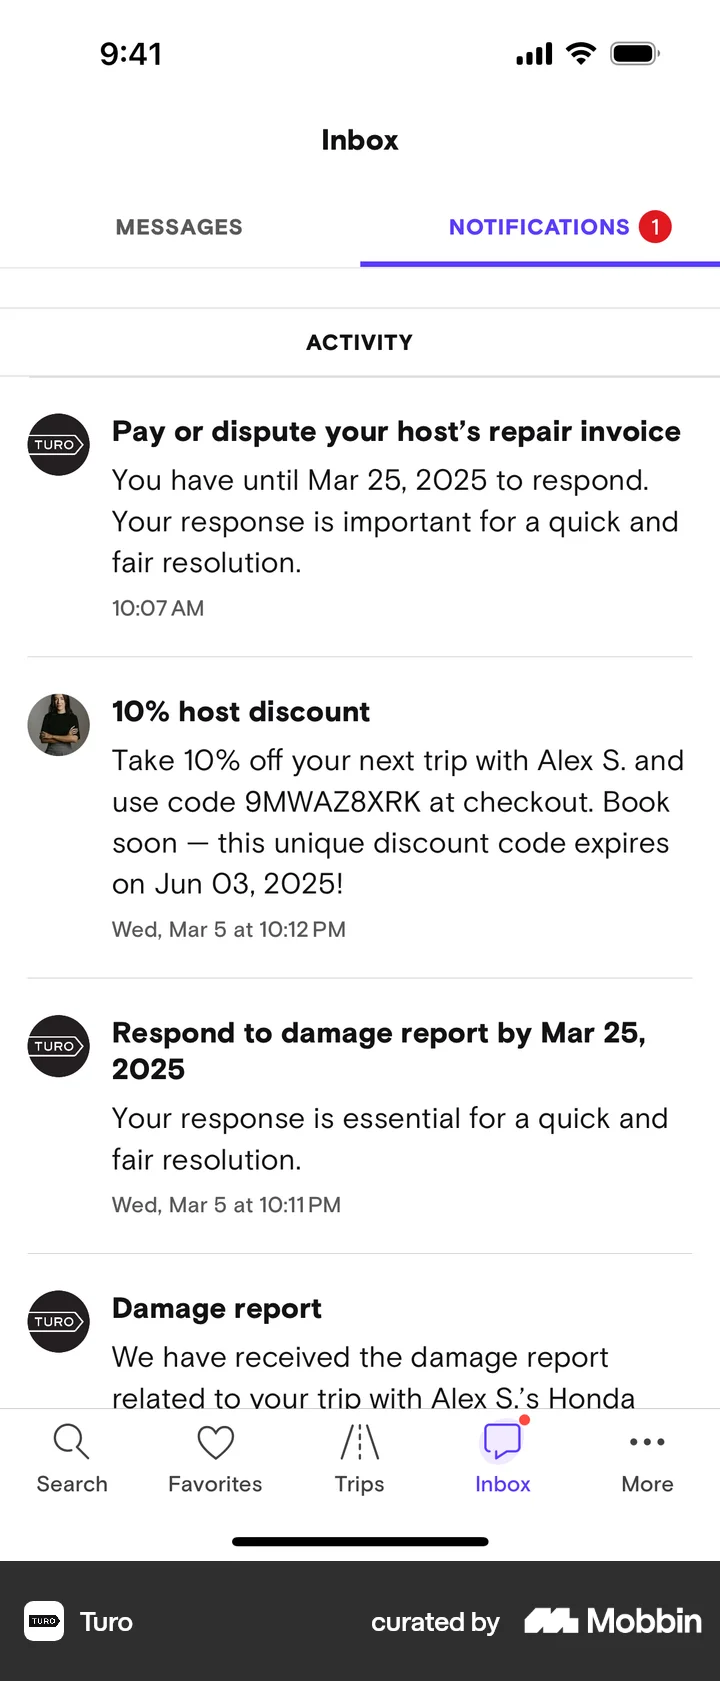 9:41
Inbox
MESSAGES
NOTIFICATIONS 1
ACTIVITY
TURO
Pay or dispute your host’s repair invoice
You have until Mar 25, 2025 to respond.
Your response is important for a quick and
fair resolution.
10:07 AM
10% host discount
Take 10% off your next trip with Alex S. and
use code 9MWAZ8XRK at checkout. Book
soon — this unique discount code expires
on Jun 03, 2025!
Wed, Mar 5 at 10:12 PM
TURO
Respond to damage report by Mar 25,
2025
Your response is essential for a quick and
fair resolution.
Wed, Mar 5 at 10:11 PM
TURO
Damage report
We have received the damage report
related to your trip with Alex S.’s Honda
Search
Favorites
Trips
Inbox
More
TURO
Turo
curated by
Mobbin